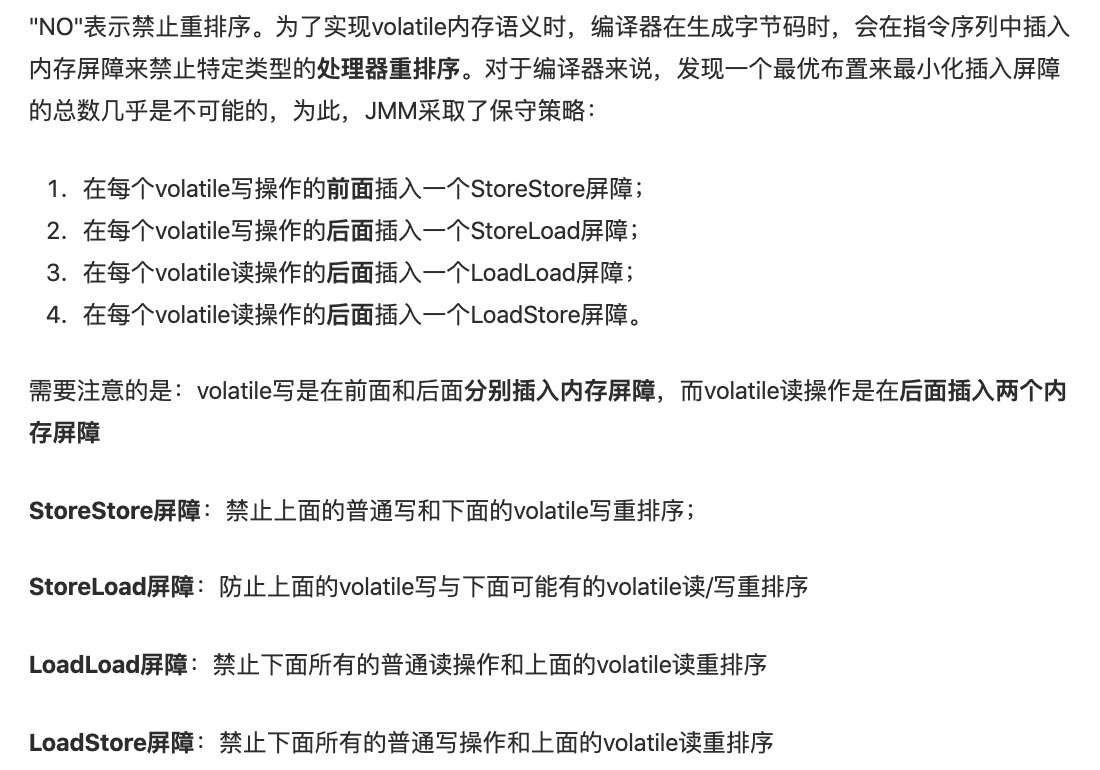 "NO"表示禁止重排序。为了实现volatile内存语义时，编译器在生成字节码时，会在指令序列中插入
内存屏障来禁止特定类型的处理器重排序。对于编译器来说，发现一个最优布置来最小化插入屏障
的总数几乎是不可能的，为此，JMM采取了保守策略：
1. 在每个volatile写操作的前面插入一个StoreStore屏障；
2. 在每个volatile写操作的后面插入一个StoreLoad屏障；
3. 在每个volatile读操作的后面插入一个LoadLoad屏障；
4. 在每个volatile读操作的后面插入一个LoadStore屏障。
需要注意的是：volatile写是在前面和后面分别插入内存屏障，而volatile读操作是在后面插入两个内
存屏障
StoreStore屏障：禁止上面的普通写和下面的volatile写重排序；
StoreLoad屏障：防止上面的volatile写与下面可能有的volatile读/写重排序
LoadLoad屏障：禁止下面所有的普通读操作和上面的volatile读重排序
LoadStore屏障：禁止下面所有的普通写操作和上面的volatile读重排序